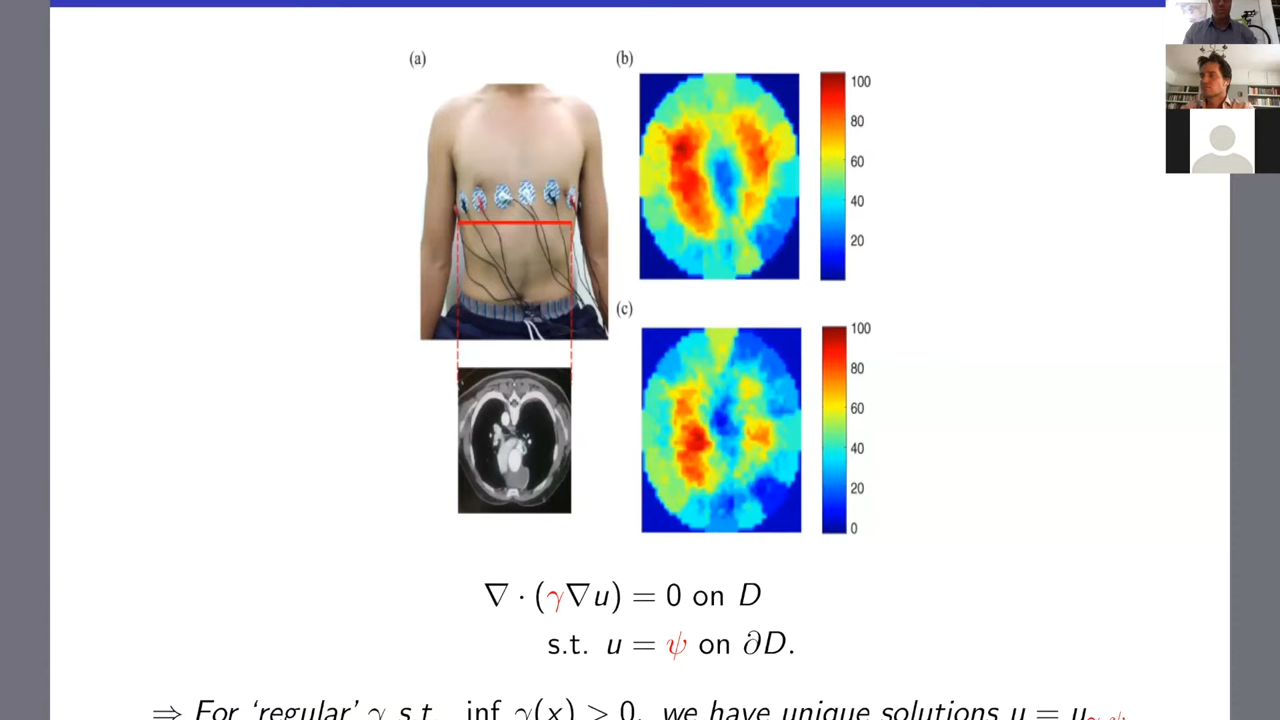 (a)
(b)
100
80
60
40
20
(c)
100
80
60
40
20
0
∇ · (γ∇u) = 0 on D
s.t. u = ψ on ∂D.
⇒ For ‘regular’ γ s.t. inf γ(x) > 0, we have unique solutions u = u_{γ,ψ}